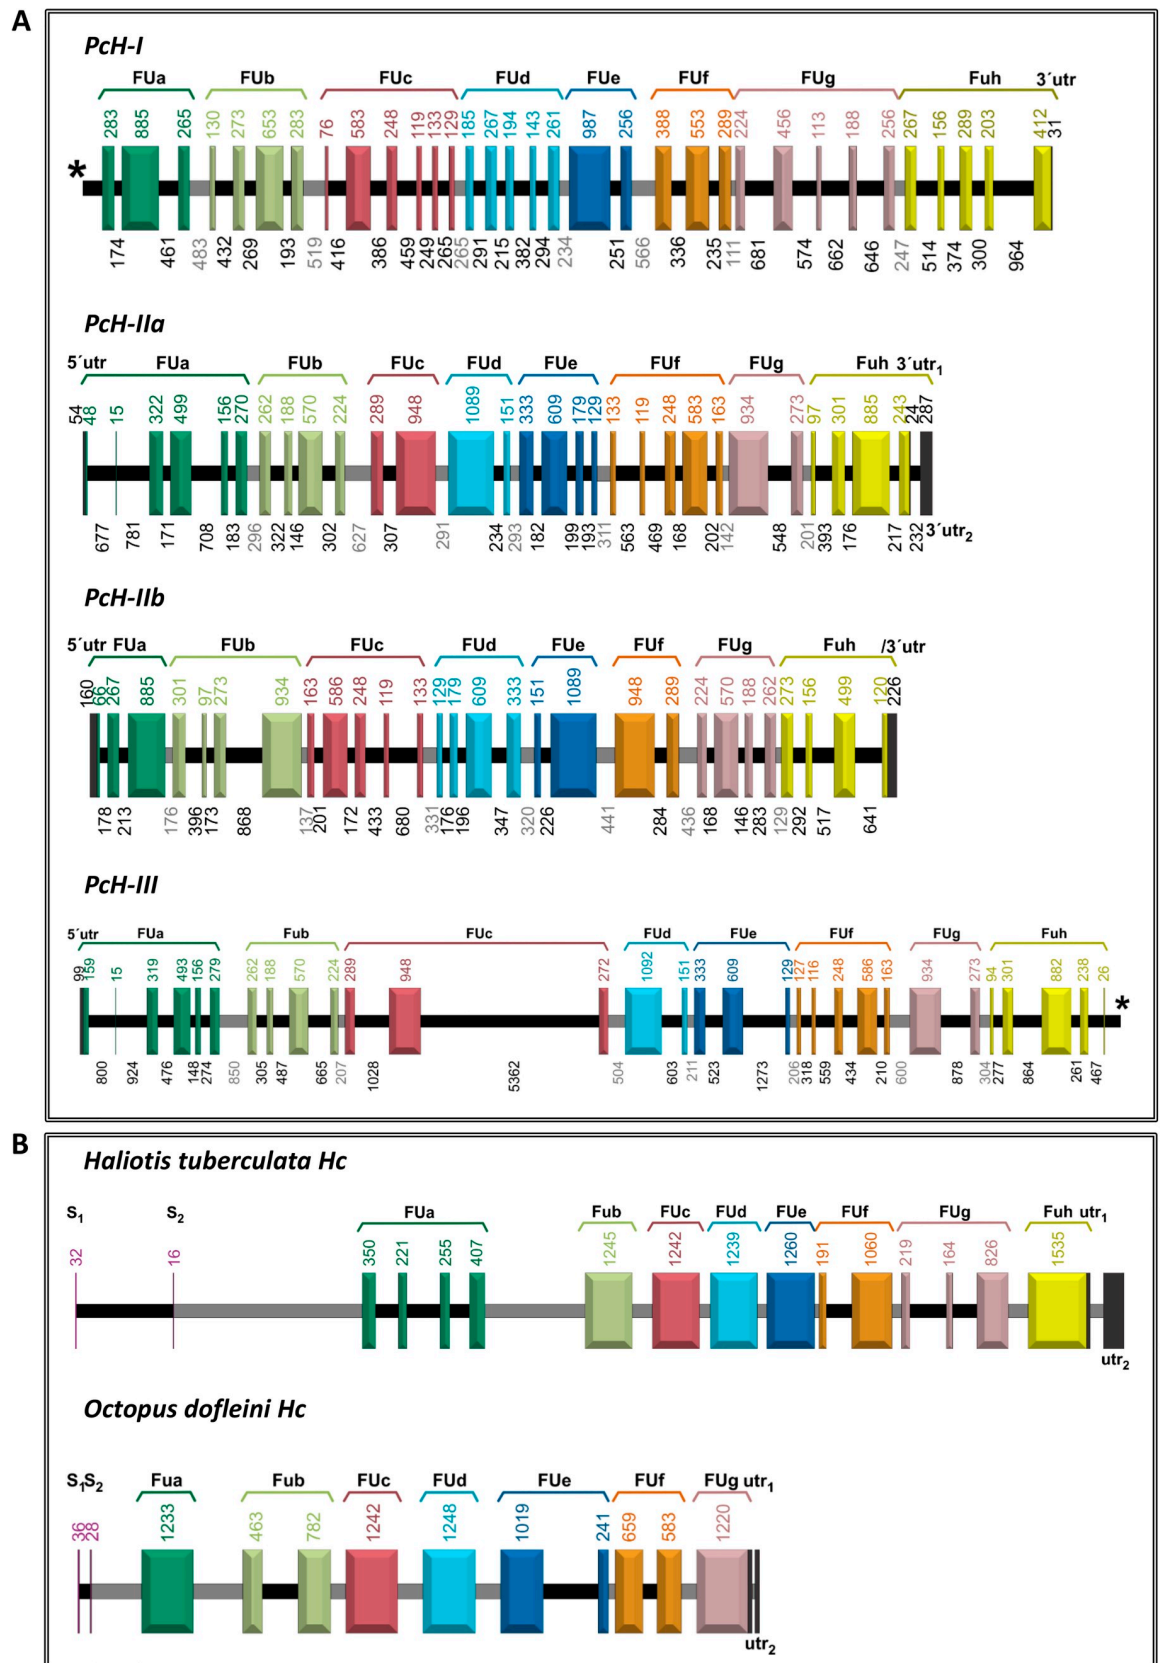 A
PcH-I
FUa FUb FUc FUd FUe FUf FUg Fuh 3´utr
283 885 265 130 273 653 283 76 583 248 119 133 129 185 267 194 143 261 987 256 388 553 289 224 456 113 188 256 267 156 289 203 412 31
*
174 461 483 432 269 193 519 416 386 459 249 265 265 291 215 382 294 234 251 566 336 235 111 681 574 662 646 247 514 374 300 964
PcH-IIa
5´utr FUa FUb FUc FUd FUe FUf FUg Fuh 3´utr1
54 48 15 322 499 156 270 262 188 570 224 289 948 1089 151 333 609 179 129 133 119 248 583 163 934 273 97 301 885 243 24 287
677 781 171 708 183 296 322 146 302 627 307 291 234 293 182 199 193 311 563 469 168 202 142 548 201 393 176 217 232 3´utr2
PcH-IIb
5´utr FUa FUb FUc FUd FUe FUf FUg Fuh /3´utr
160 66 267 885 301 97 273 934 163 586 248 119 133 129 179 609 333 151 1089 948 289 224 570 188 262 273 156 499 120 226
178 213 176 396 173 868 137 201 172 433 680 331 176 196 347 320 226 441 284 436 168 146 283 129 292 517 641
PcH-III
5´utr FUa Fub FUc FUd FUe FUf FUg Fuh
99 159 15 319 493 156 279 262 188 570 224 289 948 272 1092 151 333 609 129 127 116 248 586 163 934 273 94 301 882 238 26
*
800 924 476 148 274 850 305 487 665 207 1028 5362 504 603 211 523 1273 206 318 559 434 210 600 878 304 277 864 261 467
B
Haliotis tuberculata Hc
S1 S2 FUa Fub FUc FUd FUe FUf FUg Fuh utr1
32 16 350 221 255 407 1245 1242 1239 1260 191 1060 219 164 826 1535
utr2
Octopus dofleini Hc
S1S2 Fua Fub FUc FUd FUe FUf FUg utr1
36 28 1233 463 782 1242 1248 1019 241 659 583 1220
utr2